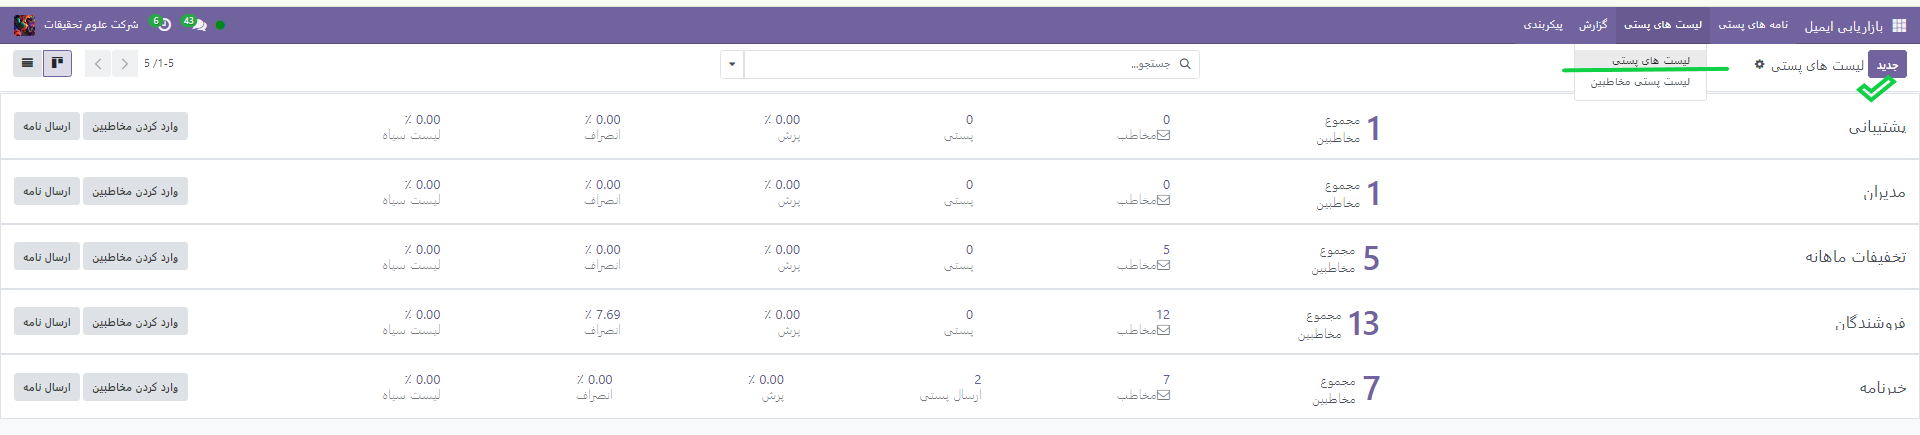 بازاریابی ایمیل نامه های پستی لیست های پستی گزارش پیکربندی 43 6 شرکت علوم تحقیقات
جدید لیست های پستی جستجو... 1-5/ 5
لیست های پستی
لیست پستی مخاطبین
پشتیبانی 1 مجموع مخاطبین 0 مخاطب 0 پستی 0.00 ٪ پرش 0.00 ٪ انصراف 0.00 ٪ لیست سیاه وارد کردن مخاطبین ارسال نامه
مدیران 1 مجموع مخاطبین 0 مخاطب 0 پستی 0.00 ٪ پرش 0.00 ٪ انصراف 0.00 ٪ لیست سیاه وارد کردن مخاطبین ارسال نامه
تخفیفات ماهانه 5 مجموع مخاطبین 5 مخاطب 0 پستی 0.00 ٪ پرش 0.00 ٪ انصراف 0.00 ٪ لیست سیاه وارد کردن مخاطبین ارسال نامه
فروشندگان 13 مجموع مخاطبین 12 مخاطب 0 پستی 0.00 ٪ پرش 7.69 ٪ انصراف 0.00 ٪ لیست سیاه وارد کردن مخاطبین ارسال نامه
خبرنامه 7 مجموع مخاطبین 7 مخاطب 2 ارسال پستی 0.00 ٪ پرش 0.00 ٪ انصراف 0.00 ٪ لیست سیاه وارد کردن مخاطبین ارسال نامه